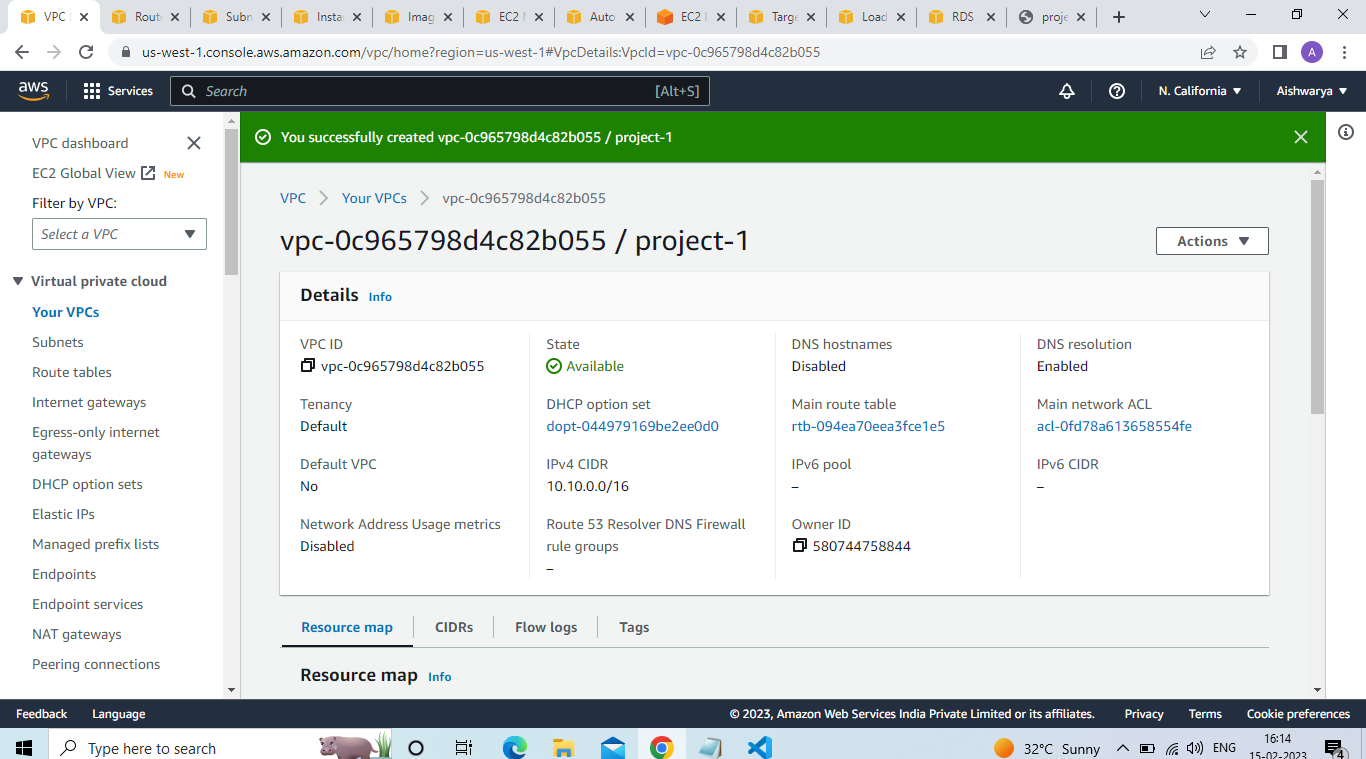 VPC
Rout
Subn
Instan
Imag
EC2
Auto
EC2
Targe
Load
RDS
proje
us-west-1.console.aws.amazon.com/vpc/home?region=us-west-1#VpcDetails:VpcId=vpc-0c965798d4c82b055
A
aws
Services
Search
[Alt+S]
N. California
Aishwarya
VPC dashboard
EC2 Global View New
Filter by VPC:
Select a VPC
Virtual private cloud
Your VPCs
Subnets
Route tables
Internet gateways
Egress-only internet
gateways
DHCP option sets
Elastic IPs
Managed prefix lists
Endpoints
Endpoint services
NAT gateways
Peering connections
You successfully created vpc-0c965798d4c82b055 / project-1
VPC > Your VPCs > vpc-0c965798d4c82b055
vpc-0c965798d4c82b055 / project-1
Actions
Details Info
VPC ID
vpc-0c965798d4c82b055
State
Available
DNS hostnames
Disabled
DNS resolution
Enabled
Tenancy
Default
DHCP option set
dopt-044979169be2ee0d0
Main route table
rtb-094ea70eea3fce1e5
Main network ACL
acl-0fd78a613658554fe
Default VPC
No
IPv4 CIDR
10.10.0.0/16
IPv6 pool
–
IPv6 CIDR
–
Network Address Usage metrics
Disabled
Route 53 Resolver DNS Firewall
rule groups
–
Owner ID
580744758844
Resource map
CIDRs
Flow logs
Tags
Resource map Info
Feedback
Language
© 2023, Amazon Web Services India Private Limited or its affiliates.
Privacy
Terms
Cookie preferences
Type here to search
32°C Sunny
ENG
16:14
15-02-2023
4